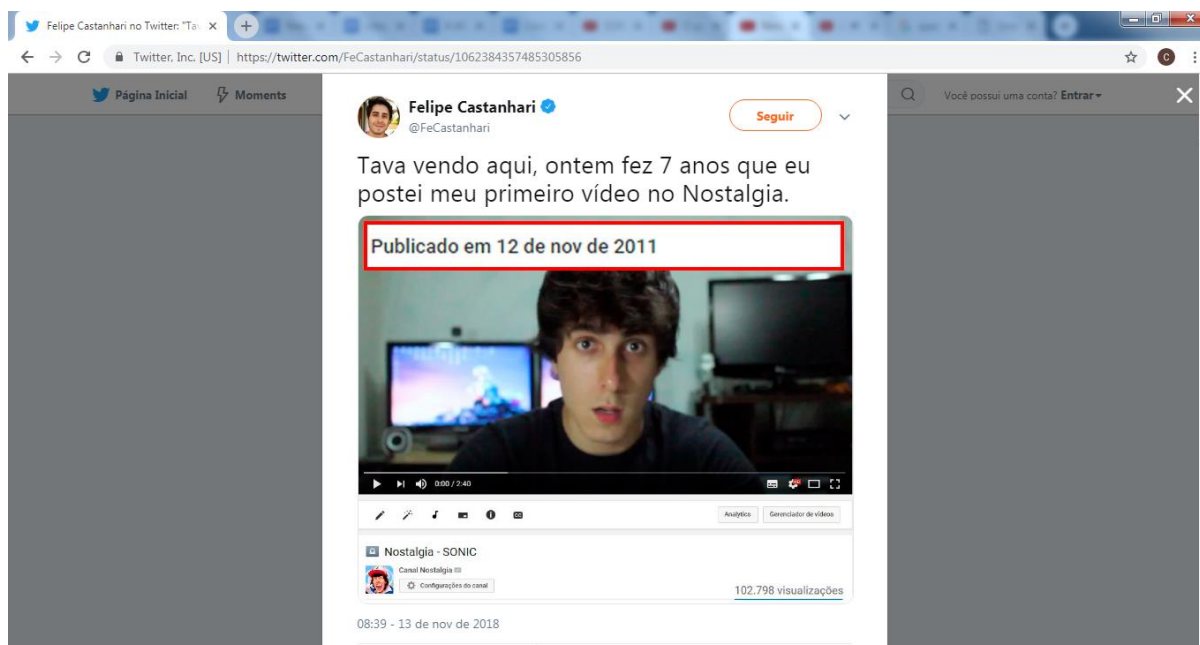 Felipe Castanhari no Twitter: "Ta
Twitter, Inc. [US] | https://twitter.com/FeCastanhari/status/1062384357485305856
C
Página Inicial Moments
Você possui uma conta? Entrar
Felipe Castanhari
@FeCastanhari
Seguir
Tava vendo aqui, ontem fez 7 anos que eu
postei meu primeiro vídeo no Nostalgia.
Publicado em 12 de nov de 2011
0:00 / 2:40
Analytics Gerenciador de vídeos
Nostalgia - SONIC
Canal Nostalgia
Configurações do canal
102.798 visualizações
08:39 - 13 de nov de 2018